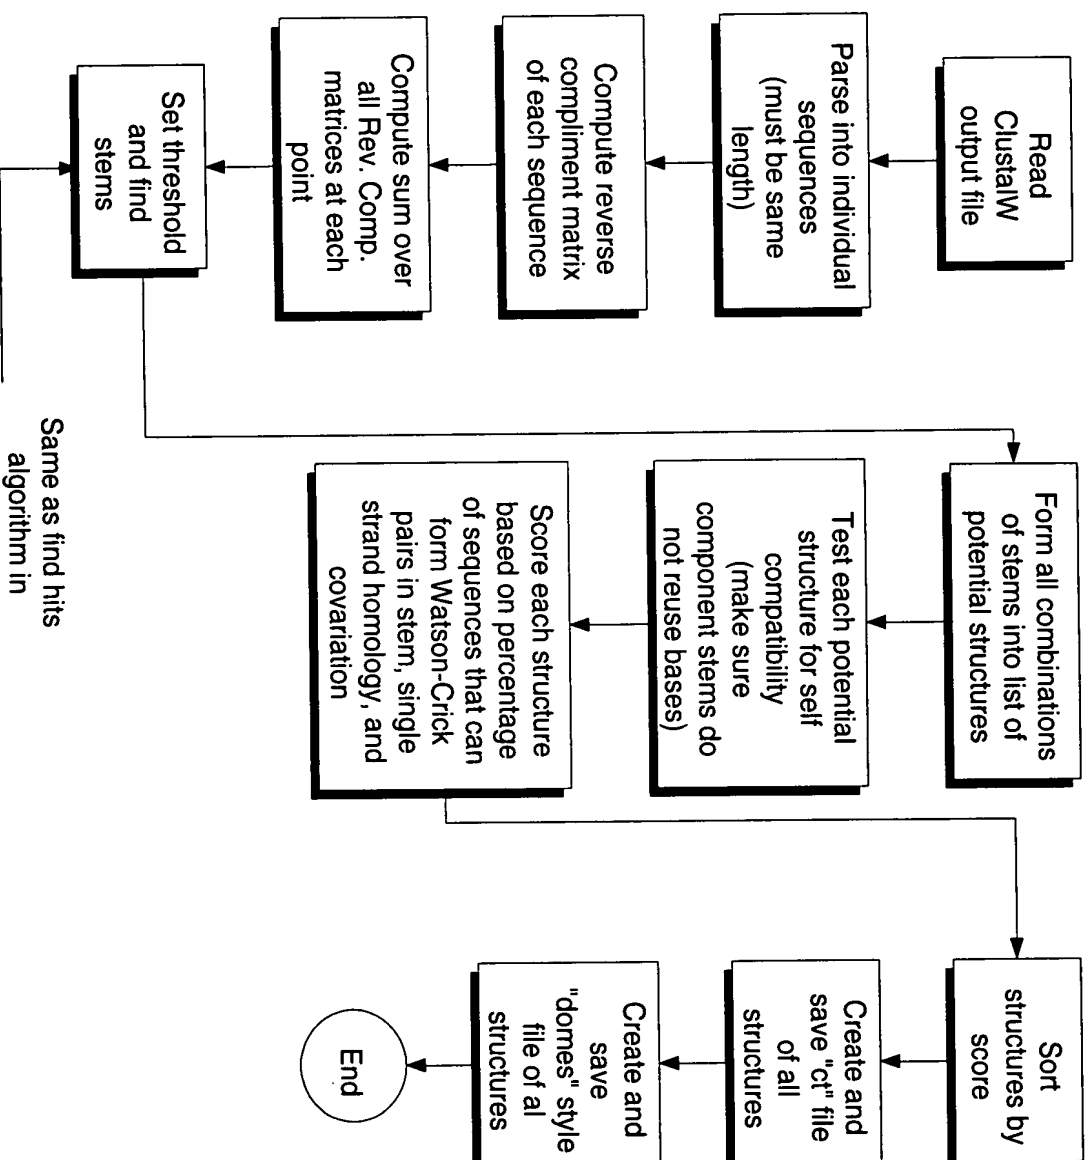 Read
ClustalW
output file
Parse into individual
sequences
(must be same
length)
Compute reverse
compliment matrix
of each sequence
Compute sum over
all Rev. Comp.
matrices at each
point
Set threshold
and find
stems
Same as find hits
algorithm in
Form all combinations
of stems into list of
potential structures
Test each potential
structure for self
compatibility
(make sure
component stems do
not reuse bases)
Score each structure
based on percentage
of sequences that can
form Watson-Crick
pairs in stem, single
strand homology, and
covariation
Sort
structures by
score
Create and
save "ct" file
of all
structures
Create and
save
"domes" style
file of al
structures
End